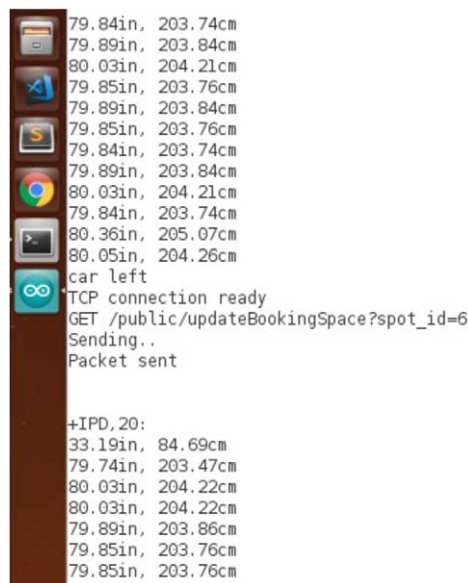 79.84in, 203.74cm
79.89in, 203.84cm
80.03in, 204.21cm
79.85in, 203.76cm
79.89in, 203.84cm
79.85in, 203.76cm
79.84in, 203.74cm
79.89in, 203.84cm
80.03in, 204.21cm
79.84in, 203.74cm
80.36in, 205.07cm
80.05in, 204.26cm
car left
TCP connection ready
GET /public/updateBookingSpace?spot_id=6
Sending..
Packet sent
+IPD,20:
33.19in, 84.69cm
79.74in, 203.47cm
80.03in, 204.22cm
80.03in, 204.22cm
79.89in, 203.86cm
79.85in, 203.76cm
79.85in, 203.76cm